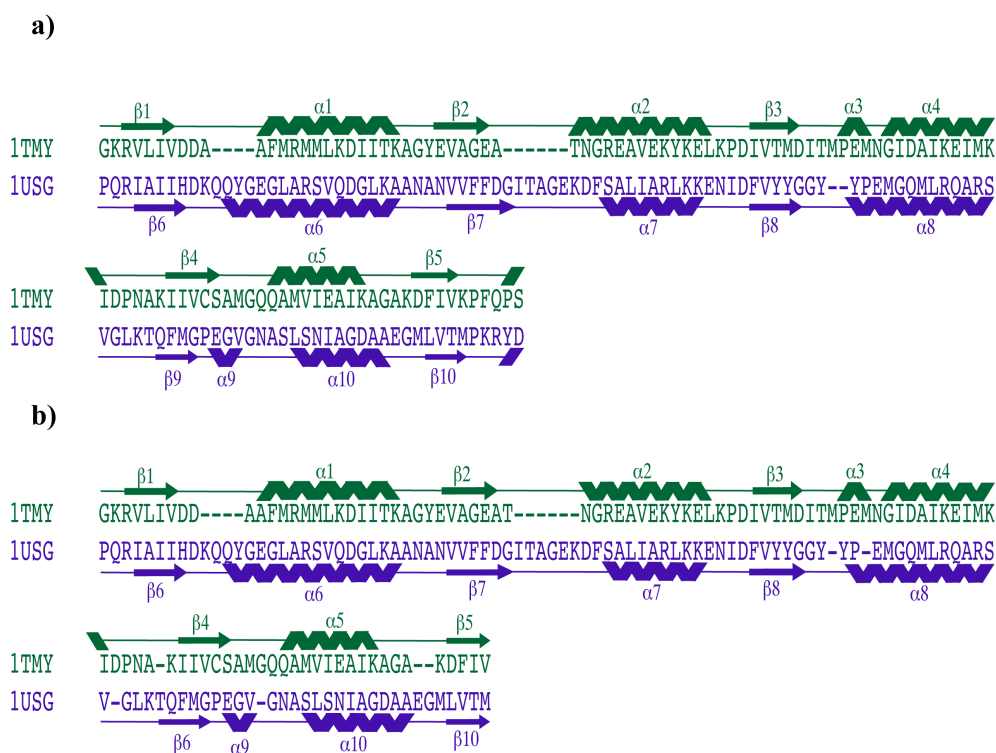 a)
β1 α1 β2 α2 β3 α3 α4
1TMY GKRVLIVDDA----AFMRMMLKDIITKAGYEVAGEA------TNGREAVEKYKELKPDIVTMDITMPEMNGIDAIKEIMK
1USG PQRIAIIHDKQQYGEGLARSVQDGLKAANANVVFFDGITAGEKDFSALIARLKKENIDFVYYGGY--YPEMGQMLRQARS
β6 α6 β7 α7 β8 α8
β4 α5 β5
1TMY IDPNAKIIVCSAMGQQAMVIEAIKAGAKDFIVKPFQPS
1USG VGLKTQFMGPEGVGNASLSNIAGDAAEGMLVTMPKRYD
β9 α9 α10 β10
b)
β1 α1 β2 α2 β3 α3 α4
1TMY GKRVLIVDD----AAFMRMMLKDIITKAGYEVAGEAT------NGREAVEKYKELKPDIVTMDITMPEMNGIDAIKEIMK
1USG PQRIAIIHDKQQYGEGLARSVQDGLKAANANVVFFDGITAGEKDFSALIARLKKENIDFVYYGGY-YP-EMGQMLRQARS
β6 α6 β7 α7 β8 α8
β4 α5 β5
1TMY IDPNA-KIIVCSAMGQQAMVIEAIKAGA--KDFIV
1USG V-GLKTQFMGPEGV-GNASLSNIAGDAAEGMLVTM
β6 α9 α10 β10